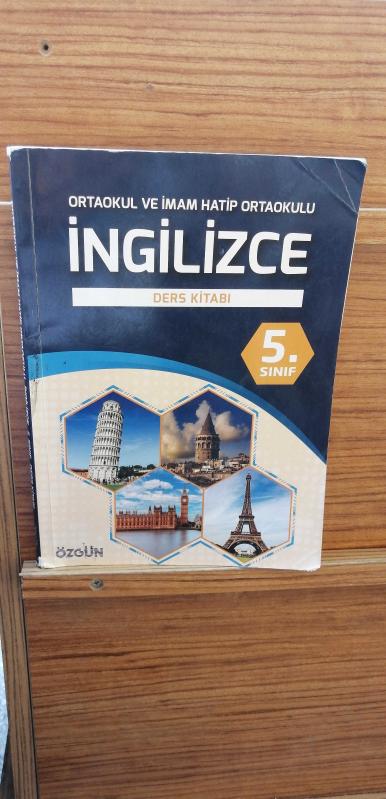 ORTAOKUL VE İMAM HATİP ORTAOKULU
İNGİLİZCE
DERS KİTABI
5.
SINIF
ÖZGÜN